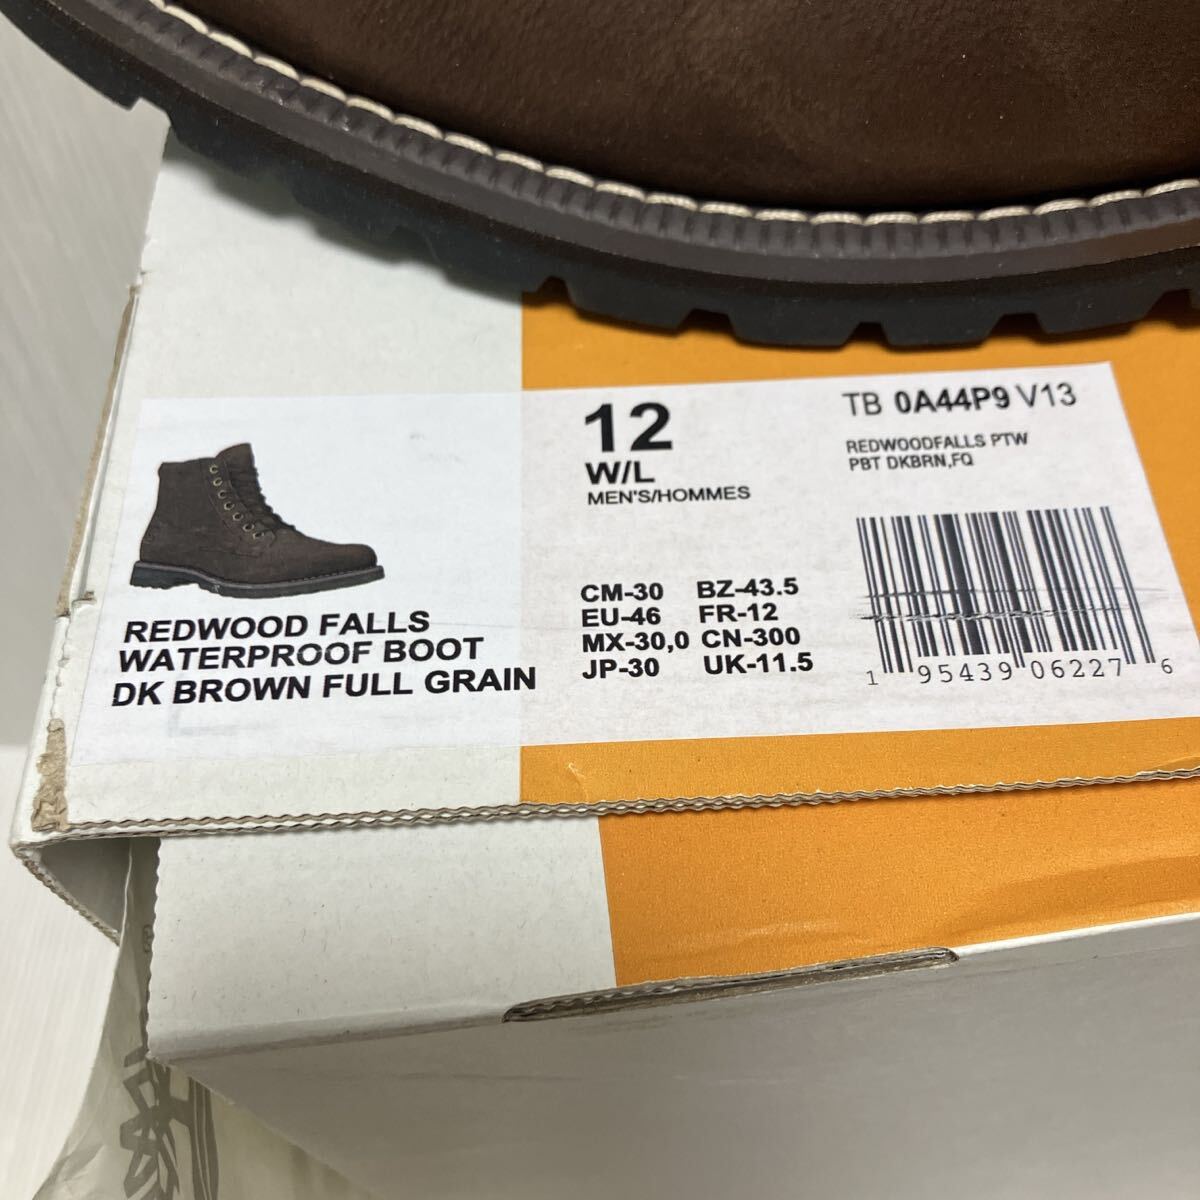 REDWOOD FALLS
WATERPROOF BOOT
DK BROWN FULL GRAIN
12
W/L
MEN'S/HOMMES
CM-30 BZ-43.5
EU-46 FR-12
MX-30,0 CN-300
JP-30 UK-11.5
TB 0A44P9 V13
REDWOODFALLS PTW
PBT DKBRN,FQ
1 95439 06227 6